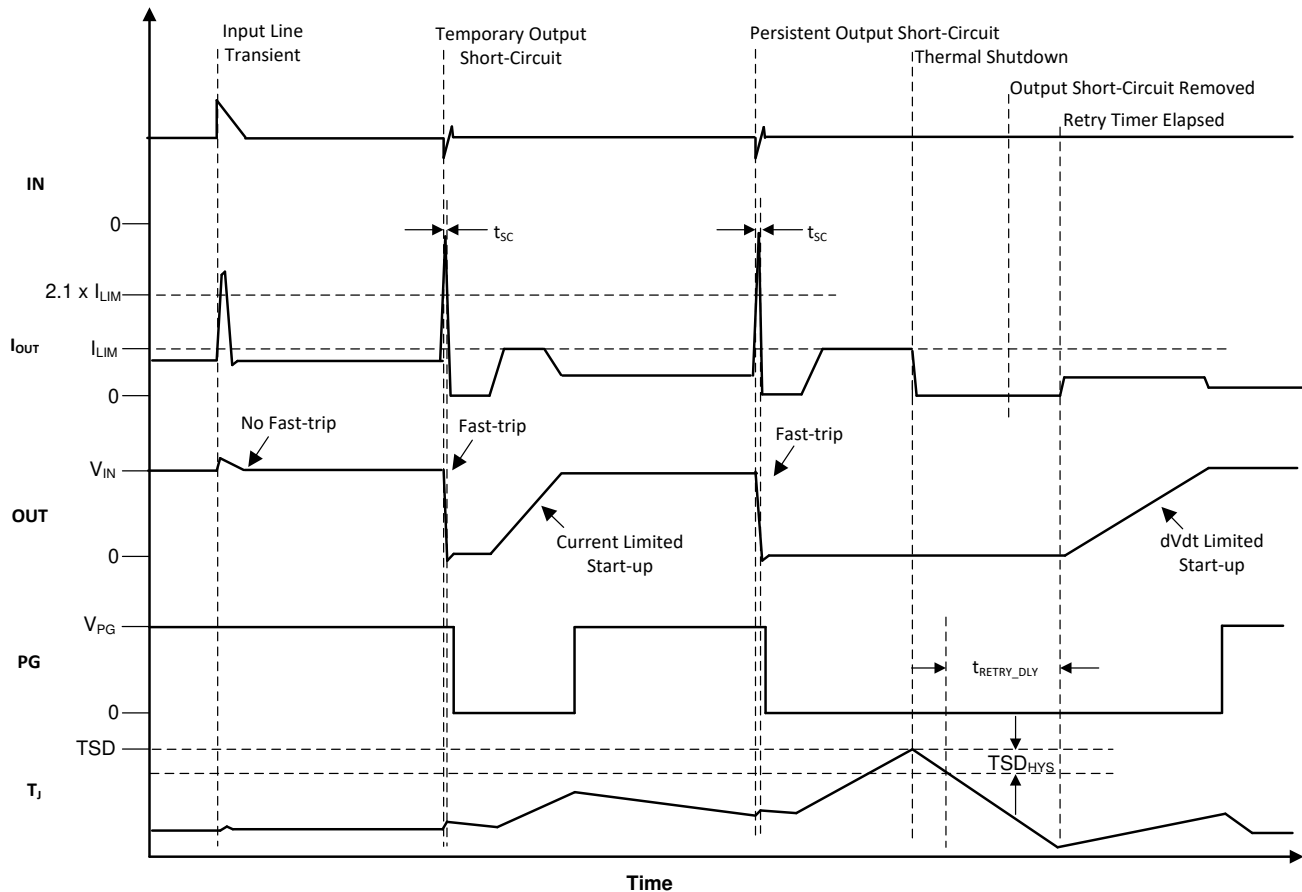 Input Line
Transient
Temporary Output
Short-Circuit
Persistent Output Short-Circuit
Thermal Shutdown
Output Short-Circuit Removed
Retry Timer Elapsed
IN
0
tSC
tSC
2.1 x ILIM
IOUT
ILIM
0
No Fast-trip
Fast-trip
Fast-trip
VIN
OUT
Current Limited
Start-up
dVdt Limited
Start-up
0
VPG
PG
tRETRY_DLY
0
TSD
TSDHYS
TJ
Time